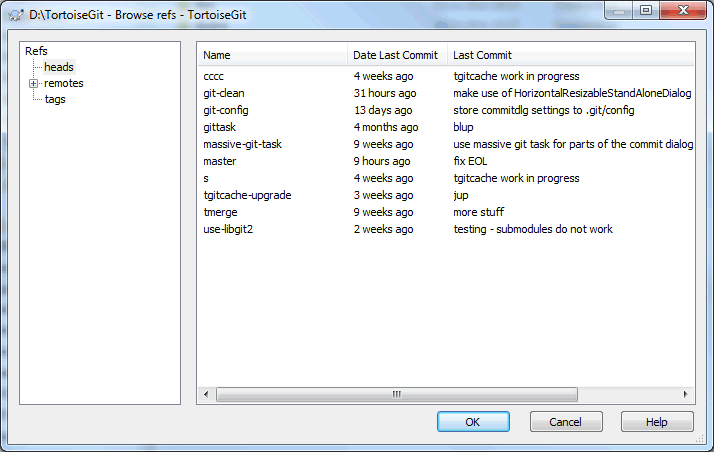 D:\TortoiseGit - Browse refs - TortoiseGit
Refs
heads
remotes
tags
Name Date Last Commit Last Commit
cccc 4 weeks ago tgitcache work in progress
git-clean 31 hours ago make use of HorizontalResizableStandAloneDialog
git-config 13 days ago store commitdlg settings to .git/config
gittask 4 months ago blup
massive-git-task 9 weeks ago use massive git task for parts of the commit dialog
master 9 hours ago fix EOL
s 4 weeks ago tgitcache work in progress
tgitcache-upgrade 3 weeks ago jup
tmerge 9 weeks ago more stuff
use-libgit2 2 weeks ago testing - submodules do not work
OK Cancel Help